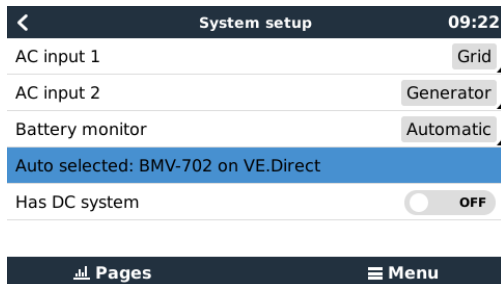 System setup 09:22
AC input 1 Grid
AC input 2 Generator
Battery monitor Automatic
Auto selected: BMV-702 on VE.Direct
Has DC system OFF
Pages Menu